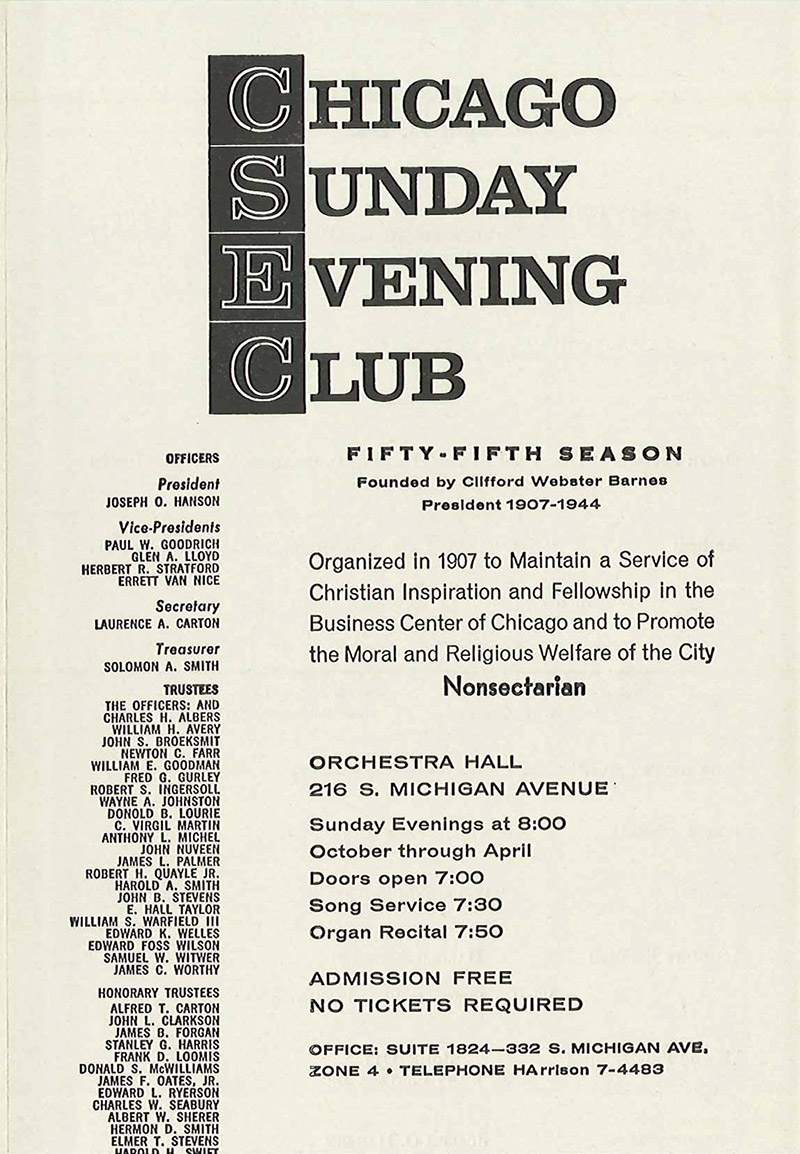 CHICAGO
SUNDAY
EVENING
CLUB
OFFICERS
President
JOSEPH O. HANSON
Vice-Presidents
PAUL W. GOODRICH
GLEN A. LLOYD
HERBERT R. STRATFORD
ERRETT VAN NICE
Secretary
LAURENCE A. CARTON
Treasurer
SOLOMON A. SMITH
TRUSTEES
THE OFFICERS: AND
CHARLES H. ALBERS
WILLIAM H. AVERY
JOHN S. BROEKSMIT
NEWTON C. FARR
WILLIAM E. GOODMAN
FRED G. GURLEY
ROBERT S. INGERSOLL
WAYNE A. JOHNSTON
DONOLD B. LOURIE
C. VIRGIL MARTIN
ANTHONY L. MICHEL
JOHN NUVEEN
JAMES L. PALMER
ROBERT H. QUAYLE JR.
HAROLD A. SMITH
JOHN B. STEVENS
E. HALL TAYLOR
WILLIAM S. WARFIELD III
EDWARD K. WELLES
EDWARD FOSS WILSON
SAMUEL W. WITWER
JAMES C. WORTHY
HONORARY TRUSTEES
ALFRED T. CARTON
JOHN L. CLARKSON
JAMES B. FORGAN
STANLEY G. HARRIS
FRANK D. LOOMIS
DONALD S. McWILLIAMS
JAMES F. OATES, JR.
EDWARD L. RYERSON
CHARLES W. SEABURY
ALBERT W. SHERER
HERMON D. SMITH
ELMER T. STEVENS
HAROLD H. SWIFT
FIFTY-FIFTH SEASON
Founded by Clifford Webster Barnes
President 1907-1944
Organized in 1907 to Maintain a Service of
Christian Inspiration and Fellowship in the
Business Center of Chicago and to Promote
the Moral and Religious Welfare of the City
Nonsectarian
ORCHESTRA HALL
216 S. MICHIGAN AVENUE
Sunday Evenings at 8:00
October through April
Doors open 7:00
Song Service 7:30
Organ Recital 7:50
ADMISSION FREE
NO TICKETS REQUIRED
OFFICE: SUITE 1824—332 S. MICHIGAN AVE,
ZONE 4 • TELEPHONE HArrison 7-4483